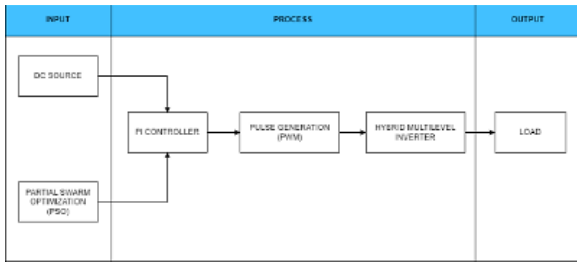 INPUT
PROCESS
OUTPUT
DC SOURCE
PI CONTROLLER
PULSE GENERATION
(PWM)
HYBRID MULTILEVEL
INVERTER
LOAD
PARTIAL SWARM
OPTIMIZATION
(PSO)